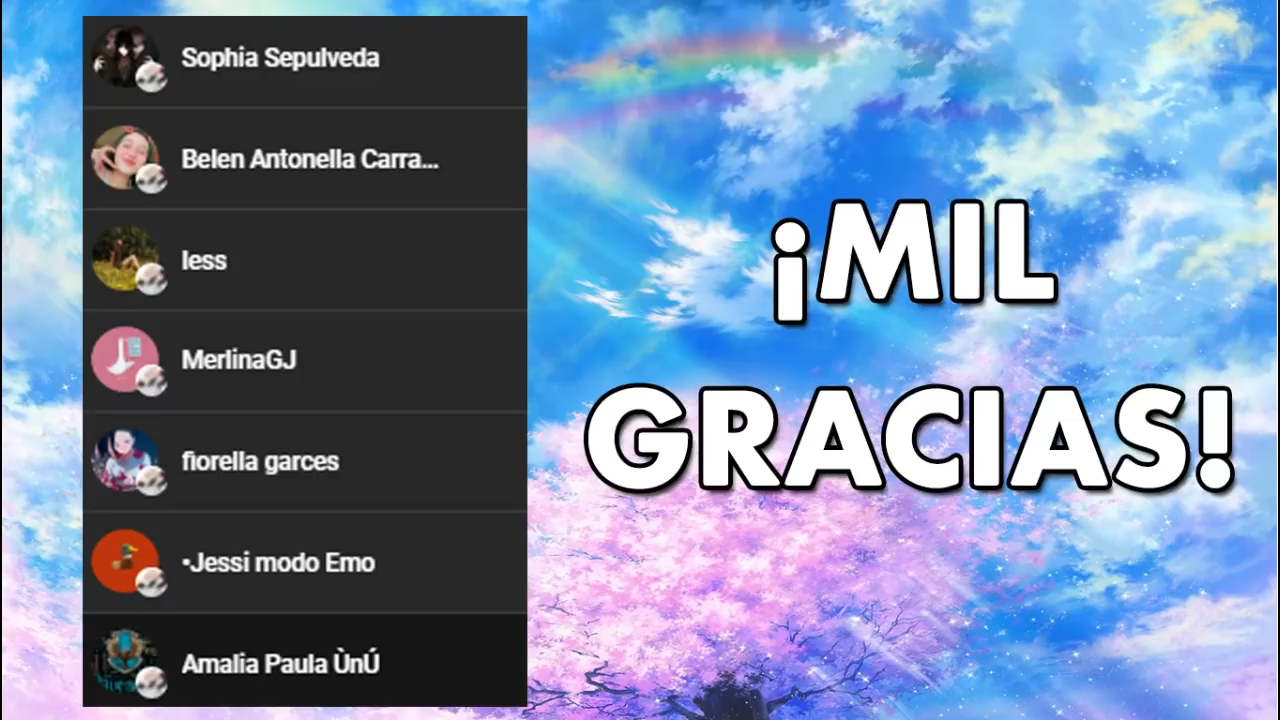 Sophia Sepulveda
Belen Antonella Carra...
less
MerlinaGJ
fiorella garces
•Jessi modo Emo
Amalia Paula ÙnÚ
¡MIL
GRACIAS!